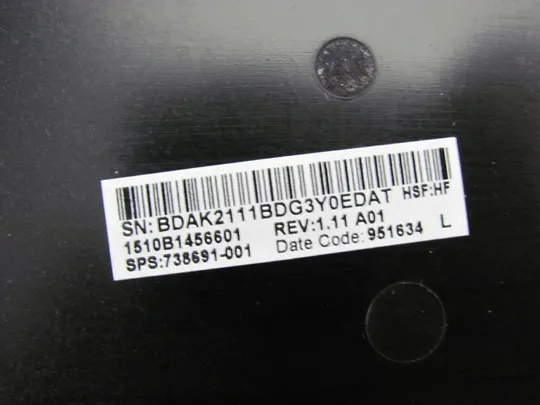 SN: BDAK2111BDG3Y0EDAT HSF:HF
1510B1456601 REV:1.11 A01
SPS:738691-001 Date Code: 951634 L